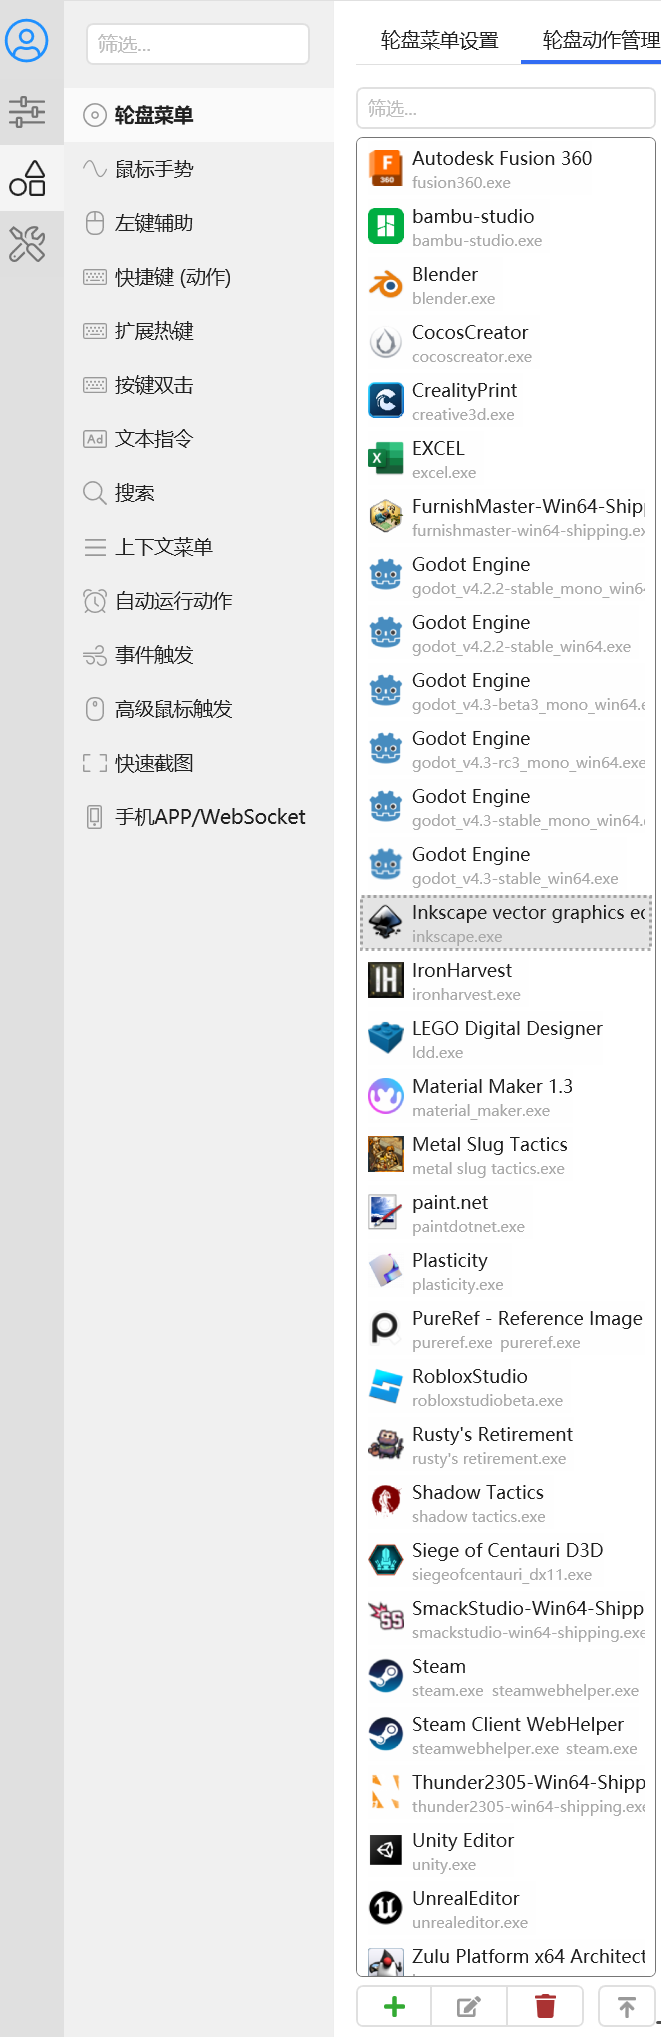 筛选...
轮盘菜单
鼠标手势
左键辅助
快捷键 (动作)
扩展热键
按键双击
Ad 文本指令
搜索
上下文菜单
自动运行动作
事件触发
高级鼠标触发
快速截图
手机APP/WebSocket
轮盘菜单设置 轮盘动作管理
筛选...
F 360
Autodesk Fusion 360
fusion360.exe
bambu-studio
bambu-studio.exe
Blender
blender.exe
CocosCreator
cocoscreator.exe
CrealityPrint
creative3d.exe
X
EXCEL
excel.exe
FurnishMaster-Win64-Ship
furnishmaster-win64-shipping.ex
Godot Engine
godot_v4.2.2-stable_mono_win6
Godot Engine
godot_v4.2.2-stable_win64.exe
Godot Engine
godot_v4.3-beta3_mono_win64.e
Godot Engine
godot_v4.3-rc3_mono_win64.exe
Godot Engine
godot_v4.3-stable_mono_win64.
Godot Engine
godot_v4.3-stable_win64.exe
Inkscape vector graphics ed
inkscape.exe
IH
IronHarvest
ironharvest.exe
LEGO Digital Designer
ldd.exe
Material Maker 1.3
material_maker.exe
Metal Slug Tactics
metal slug tactics.exe
paint.net
paintdotnet.exe
Plasticity
plasticity.exe
PureRef - Reference Image
pureref.exe pureref.exe
RobloxStudio
robloxstudiobeta.exe
Rusty's Retirement
rusty's retirement.exe
Shadow Tactics
shadow tactics.exe
Siege of Centauri D3D
siegeofcentauri_dx11.exe
SS
SmackStudio-Win64-Shipp
smackstudio-win64-shipping.exe
Steam
steam.exe steamwebhelper.exe
Steam Client WebHelper
steamwebhelper.exe steam.exe
Thunder2305-Win64-Shipp
thunder2305-win64-shipping.exe
Unity Editor
unity.exe
UnrealEditor
unrealeditor.exe
Zulu Platform x64 Architect